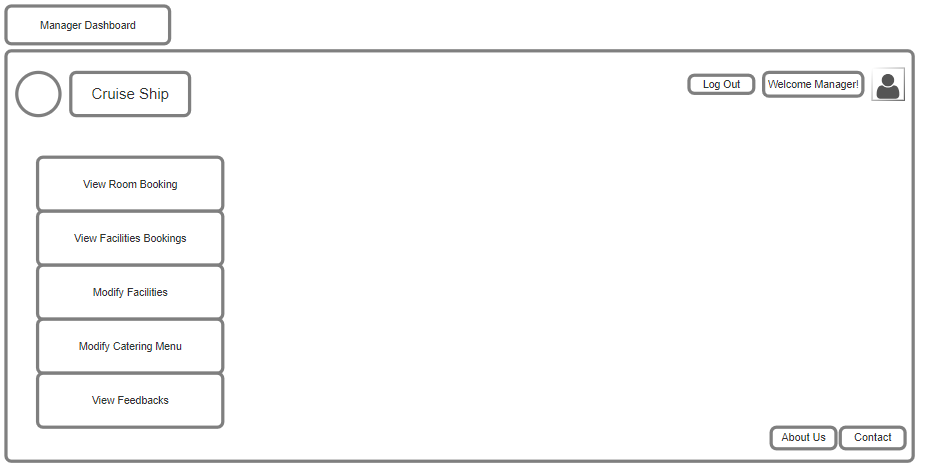 Manager Dashboard
Cruise Ship
Log Out
Welcome Manager!
View Room Booking
View Facilities Bookings
Modify Facilities
Modify Catering Menu
View Feedbacks
About Us
Contact